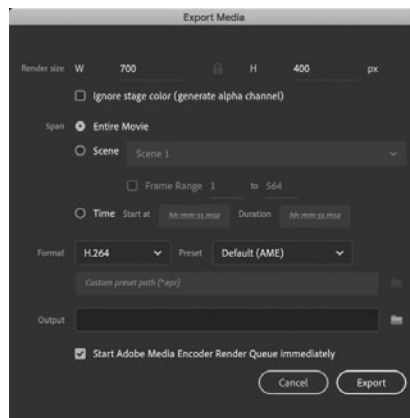 Export Media
Render size W 700 H 400 px
Ignore stage color (generate alpha channel)
Span Entire Movie
Scene Scene 1
Frame Range 1 to 564
Time Start at hh:mm:ss.mse Duration hh:mm:ss.mse
Format H.264 Preset Default (AME)
Custom preset path (*epr)
Output
Start Adobe Media Encoder Render Queue immediately
Cancel Export